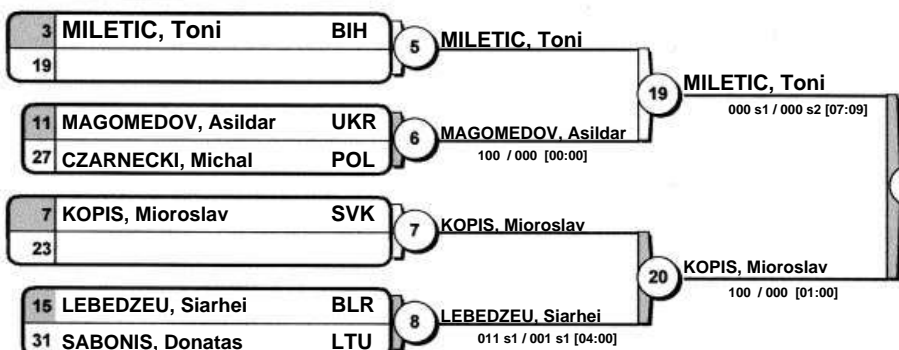 3 MILETIC, Toni BIH
19
5 MILETIC, Toni
11 MAGOMEDOV, Asildar UKR
27 CZARNECKI, Michal POL
6 MAGOMEDOV, Asildar
100 / 000 [00:00]
19 MILETIC, Toni
000 s1 / 000 s2 [07:09]
7 KOPIS, Mioroslav SVK
23
7 KOPIS, Mioroslav
15 LEBEDZEU, Siarhei BLR
31 SABONIS, Donatas LTU
8 LEBEDZEU, Siarhei
011 s1 / 001 s1 [04:00]
20 KOPIS, Mioroslav
100 / 000 [01:00]